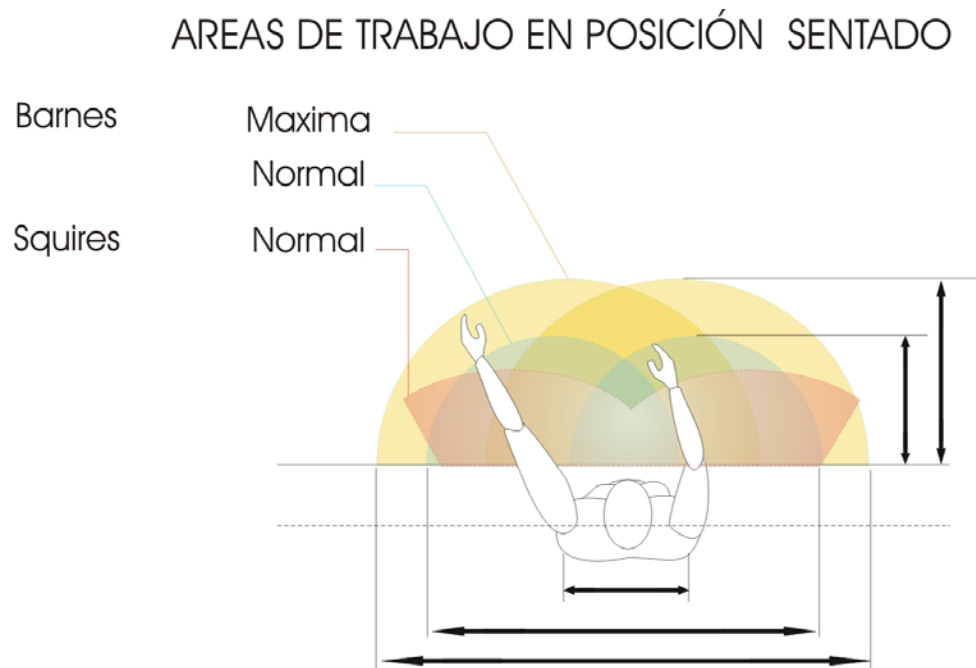 AREAS DE TRABAJO EN POSICIÓN SENTADO
Barnes Maxima
Normal
Squires Normal